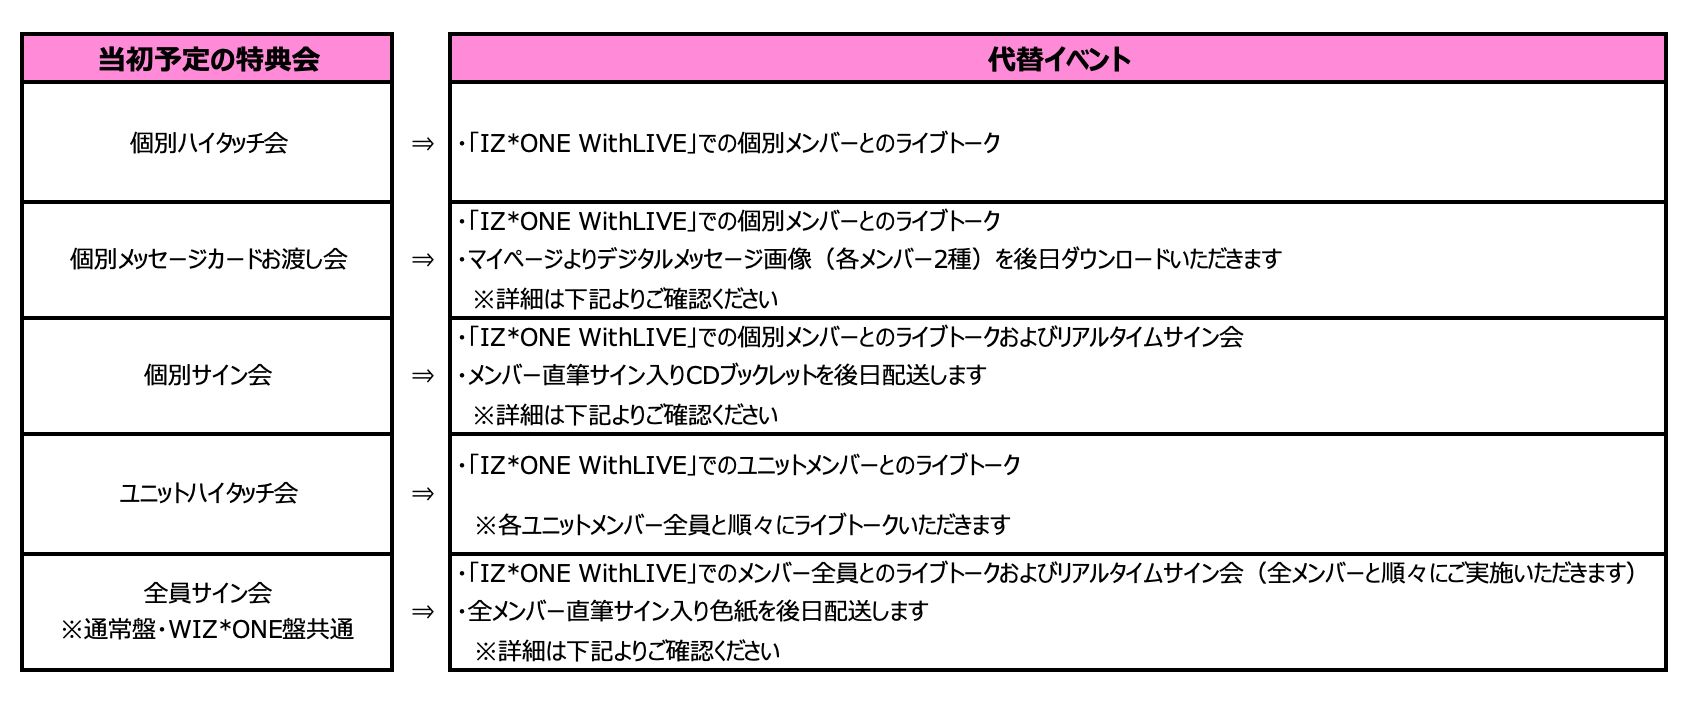 当初予定の特典会
代替イベント
個別ハイタッチ会
⇒
・「IZ*ONE WithLIVE」での個別メンバーとのライブトーク
個別メッセージカードお渡し会
⇒
・「IZ*ONE WithLIVE」での個別メンバーとのライブトーク
・マイページよりデジタルメッセージ画像（各メンバー2種）を後日ダウンロードいただきます
※詳細は下記よりご確認ください
個別サイン会
⇒
・「IZ*ONE WithLIVE」での個別メンバーとのライブトークおよびリアルタイムサイン会
・メンバー直筆サイン入りCDブックレットを後日配送します
※詳細は下記よりご確認ください
ユニットハイタッチ会
⇒
・「IZ*ONE WithLIVE」でのユニットメンバーとのライブトーク
※各ユニットメンバー全員と順々にライブトークいただきます
全員サイン会
※通常盤・WIZ*ONE盤共通
⇒
・「IZ*ONE WithLIVE」でのメンバー全員とのライブトークおよびリアルタイムサイン会（全メンバーと順々にご実施いただきます）
・全メンバー直筆サイン入り色紙を後日配送します
※詳細は下記よりご確認ください